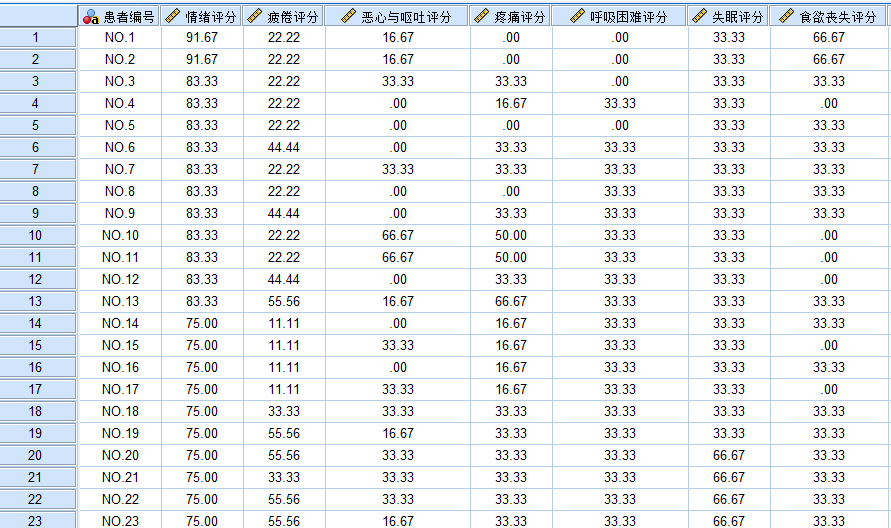 患者编号 情绪评分 疲倦评分 恶心与呕吐评分 疼痛评分 呼吸困难评分 失眠评分 食欲丧失评分
1 NO.1 91.67 22.22 16.67 .00 .00 33.33 66.67
2 NO.2 91.67 22.22 16.67 .00 .00 33.33 66.67
3 NO.3 83.33 22.22 33.33 33.33 .00 33.33 33.33
4 NO.4 83.33 22.22 .00 16.67 33.33 33.33 .00
5 NO.5 83.33 22.22 .00 .00 .00 33.33 33.33
6 NO.6 83.33 44.44 .00 33.33 33.33 33.33 33.33
7 NO.7 83.33 22.22 33.33 33.33 33.33 33.33 33.33
8 NO.8 83.33 22.22 .00 .00 33.33 33.33 33.33
9 NO.9 83.33 44.44 .00 33.33 33.33 33.33 33.33
10 NO.10 83.33 22.22 66.67 50.00 33.33 33.33 .00
11 NO.11 83.33 22.22 66.67 50.00 33.33 33.33 .00
12 NO.12 83.33 44.44 .00 33.33 33.33 33.33 .00
13 NO.13 83.33 55.56 16.67 66.67 33.33 33.33 33.33
14 NO.14 75.00 11.11 .00 16.67 33.33 33.33 33.33
15 NO.15 75.00 11.11 33.33 16.67 33.33 33.33 .00
16 NO.16 75.00 11.11 .00 16.67 33.33 33.33 33.33
17 NO.17 75.00 11.11 33.33 16.67 33.33 33.33 .00
18 NO.18 75.00 33.33 33.33 33.33 33.33 33.33 33.33
19 NO.19 75.00 55.56 16.67 33.33 33.33 33.33 33.33
20 NO.20 75.00 55.56 33.33 33.33 33.33 66.67 33.33
21 NO.21 75.00 33.33 33.33 33.33 33.33 66.67 33.33
22 NO.22 75.00 55.56 33.33 33.33 33.33 66.67 33.33
23 NO.23 75.00 55.56 16.67 33.33 33.33 66.67 33.33